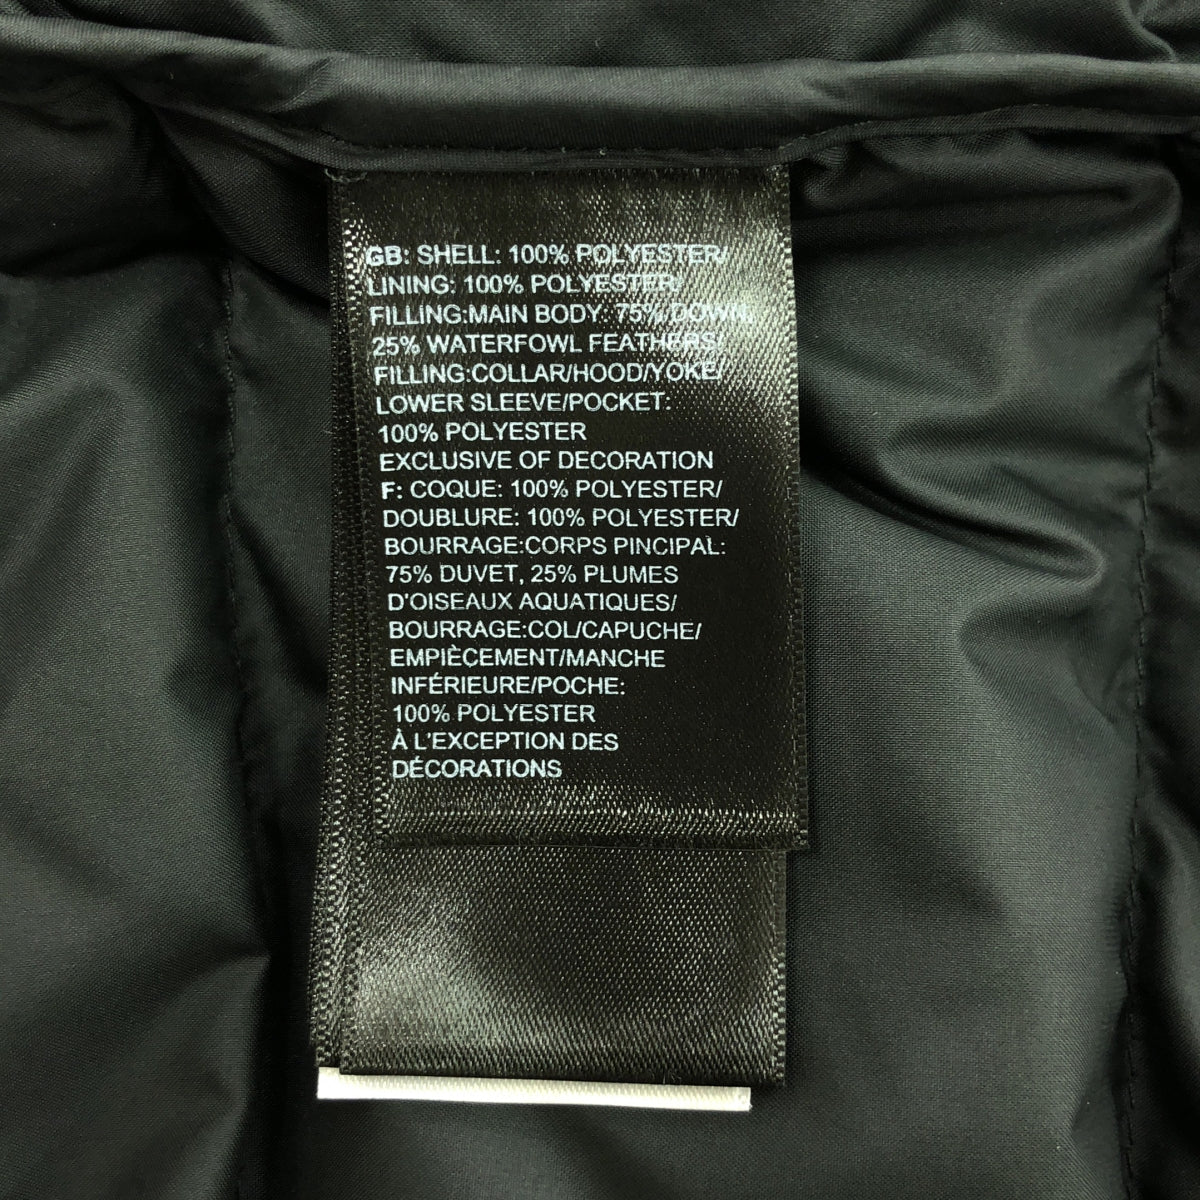 GB: SHELL: 100% POLYESTER/
LINING: 100% POLYESTER/
FILLING:MAIN BODY: 75% DOWN,
25% WATERFOWL FEATHERS/
FILLING:COLLAR/HOOD/YOKE/
LOWER SLEEVE/POCKET:
100% POLYESTER
EXCLUSIVE OF DECORATION
F: COQUE: 100% POLYESTER/
DOUBLURE: 100% POLYESTER/
BOURRAGE:CORPS PINCIPAL:
75% DUVET, 25% PLUMES
D'OISEAUX AQUATIQUES/
BOURRAGE:COL/CAPUCHE/
EMPIÈCEMENT/MANCHE
INFÉRIEURE/POCHE:
100% POLYESTER
À L'EXCEPTION DES
DÉCORATIONS